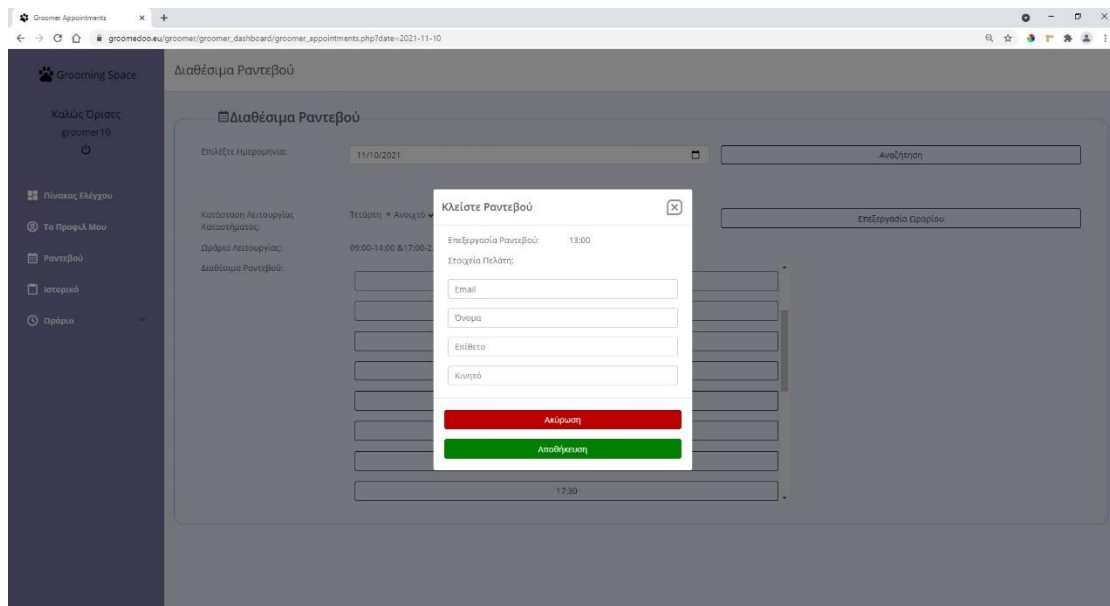 Groomer Appointments
groomedoo.eu/groomer/groomer_dashboard/groomer_appointments.php?date=2021-11-10
Grooming Space
Διαθέσιμα Ραντεβού
Καλώς Όρισες
groomer10
Διαθέσιμα Ραντεβού
Επιλέξτε Ημερομηνία:
11/10/2021
Αναζήτηση
Πίνακας Ελέγχου
Το Προφιλ Μου
Ραντεβού
Ιστορικό
Ωράριο
Κατάσταση Λειτουργίας
Καταστήματος:
Τετάρτη + Ανοιχτό
Επεξεργασία Ωραρίου
Ωράριο Λειτουργίας:
09:00-14:00 &17:00-2
Διαθέσιμα Ραντεβού:
Κλείστε Ραντεβού
Επεξεργασία Ραντεβού: 13:00
Στοιχεία Πελάτη:
Email
Όνομα
Επίθετο
Κινητό
Ακύρωση
Αποθήκευση
17:30